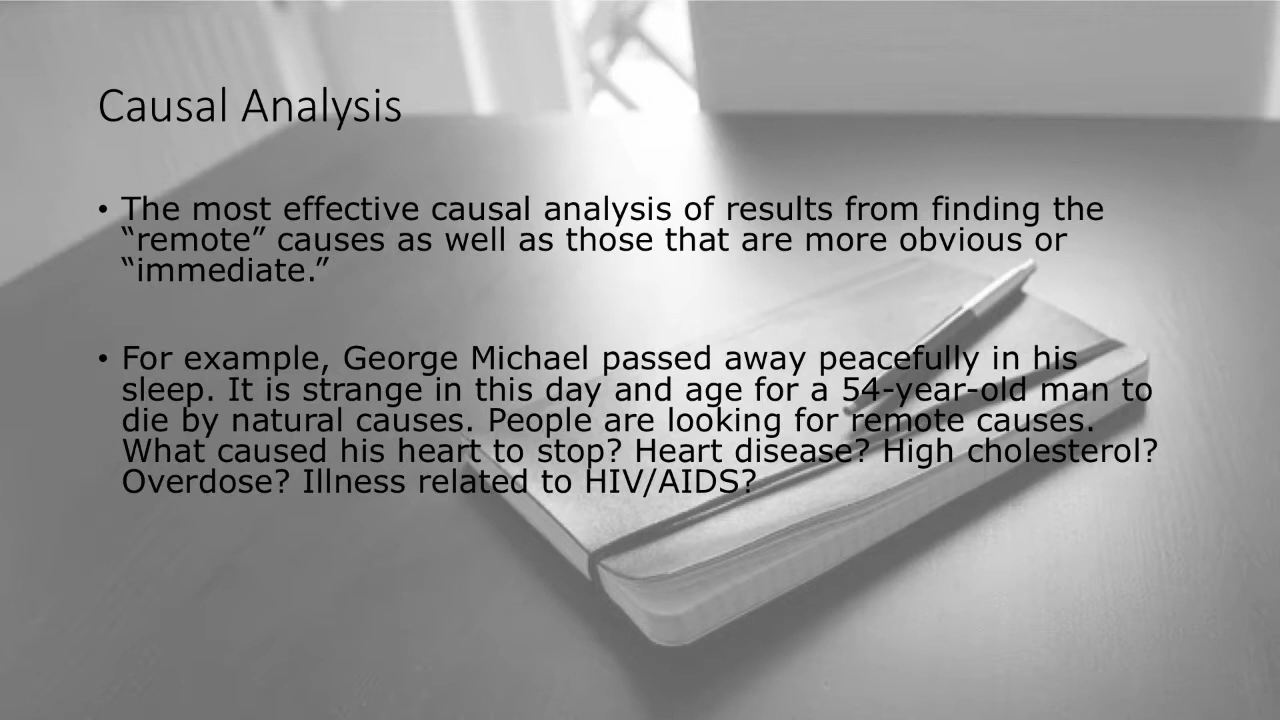 Causal Analysis
• The most effective causal analysis of results from finding the
“remote” causes as well as those that are more obvious or
“immediate.”
• For example, George Michael passed away peacefully in his
sleep. It is strange in this day and age for a 54-year-old man to
die by natural causes. People are looking for remote causes.
What caused his heart to stop? Heart disease? High cholesterol?
Overdose? Illness related to HIV/AIDS?